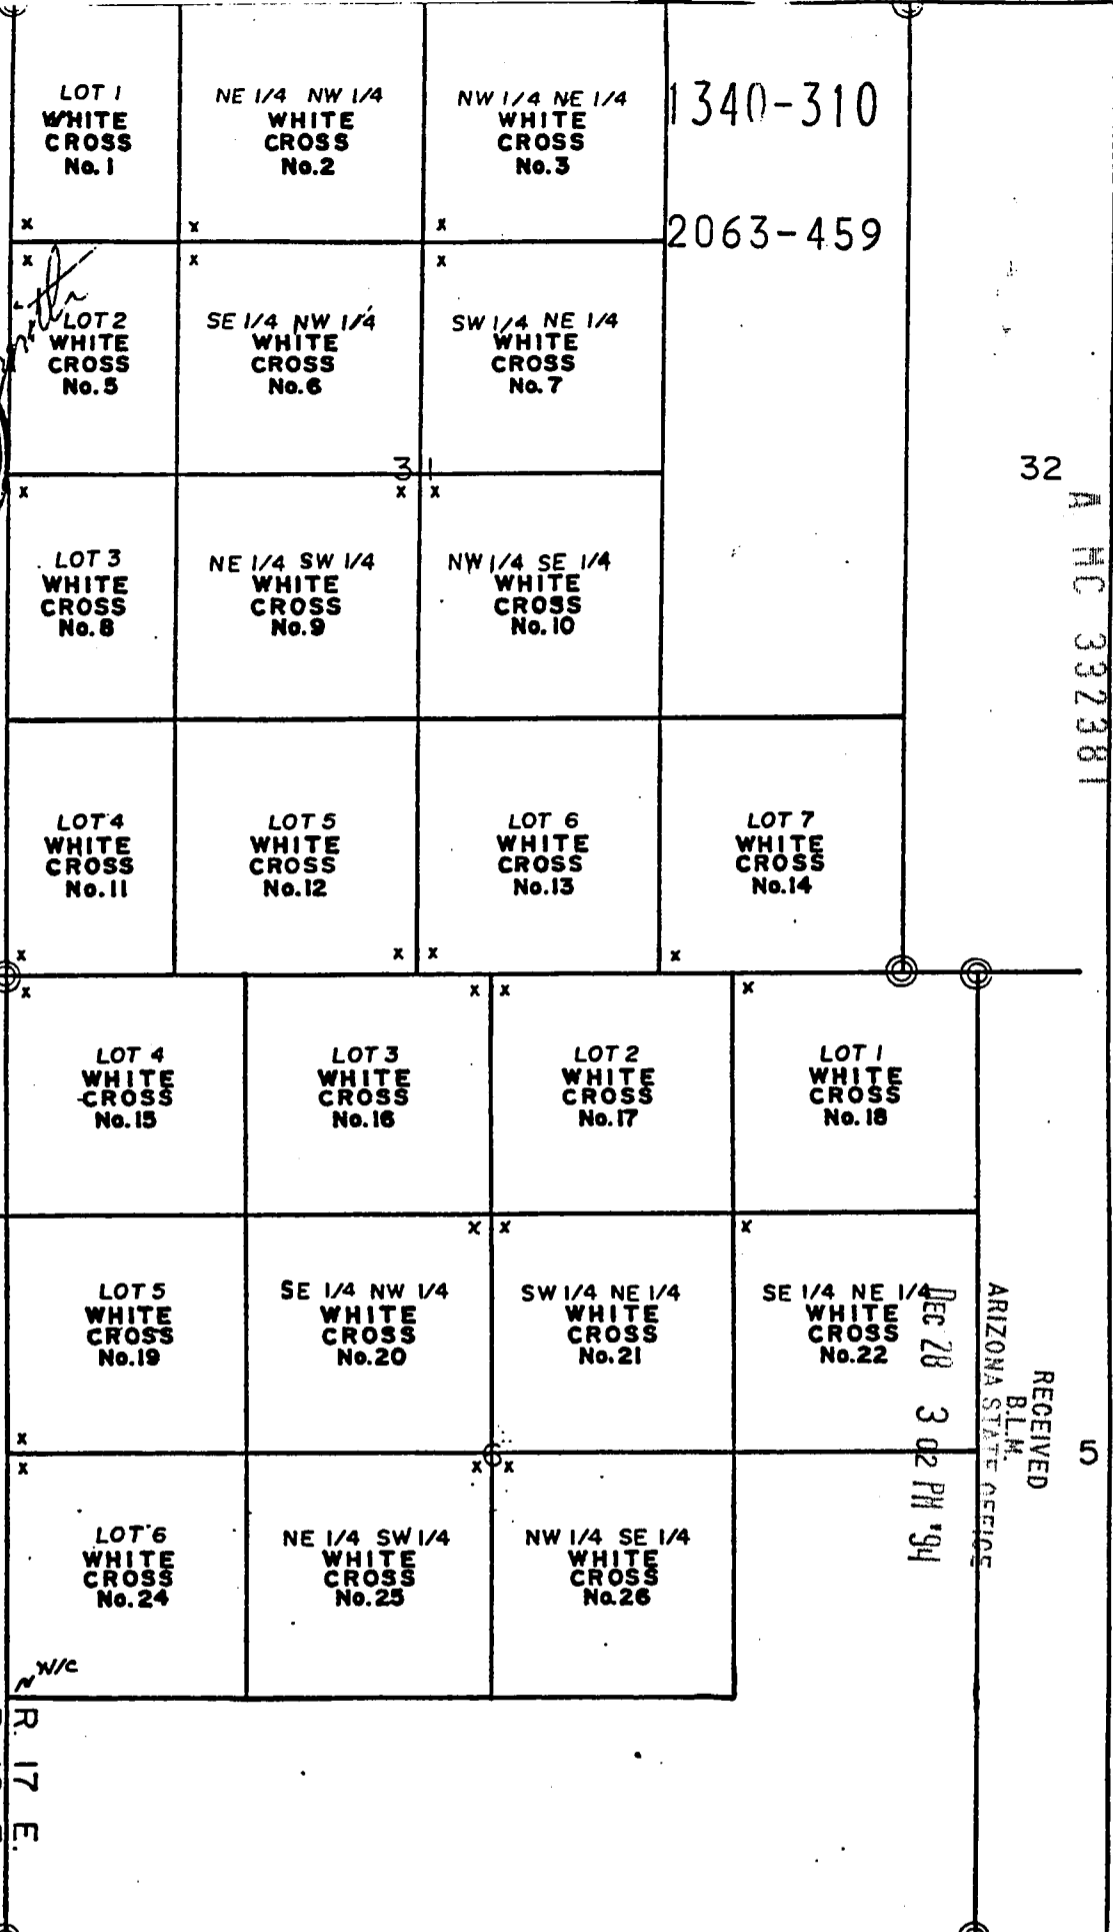 LOT 1
WHITE
CROSS
No. 1
NE 1/4 NW 1/4
WHITE
CROSS
No.2
NW 1/4 NE 1/4
WHITE
CROSS
No.3
1340-310
2063-459
x
x
x
x
x
x
LOT 2
WHITE
CROSS
No.5
SE 1/4 NW 1/4
WHITE
CROSS
No.6
SW 1/4 NE 1/4
WHITE
CROSS
No.7
31
32
x
x
x
A MC 332381
LOT 3
WHITE
CROSS
No.8
NE 1/4 SW 1/4
WHITE
CROSS
No.9
NW 1/4 SE 1/4
WHITE
CROSS
No.10
LOT 4
WHITE
CROSS
No.11
LOT 5
WHITE
CROSS
No.12
LOT 6
WHITE
CROSS
No.13
LOT 7
WHITE
CROSS
No.14
x
x
x
x
x
x
x
x
LOT 4
WHITE
CROSS
No.15
LOT 3
WHITE
CROSS
No.16
LOT 2
WHITE
CROSS
No.17
LOT 1
WHITE
CROSS
No.18
x
x
x
LOT 5
WHITE
CROSS
No.19
SE 1/4 NW 1/4
WHITE
CROSS
No.20
SW 1/4 NE 1/4
WHITE
CROSS
No.21
SE 1/4 NE 1/4
WHITE
CROSS
No.22
RECEIVED
B.L.M.
ARIZONA STATE OFFICE
DEC 28 3 02 PM '94
5
x
x
6
x
x
LOT 6
WHITE
CROSS
No.24
NE 1/4 SW 1/4
WHITE
CROSS
No.25
NW 1/4 SE 1/4
WHITE
CROSS
No.26
W/C
R. 17 E.